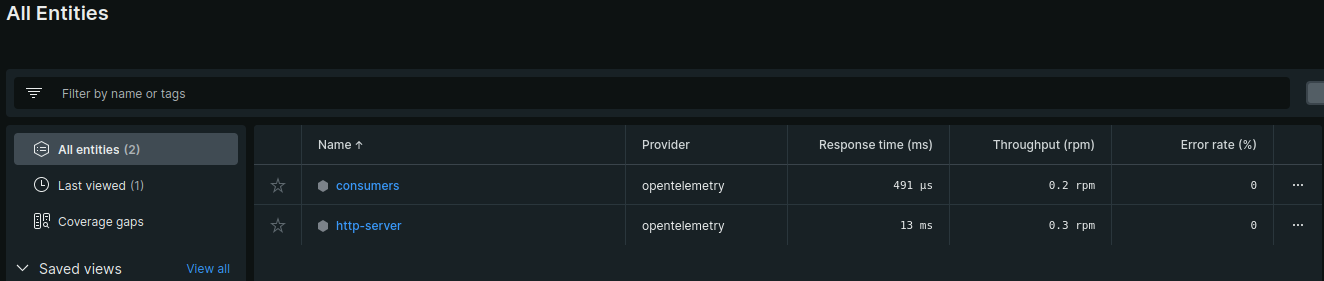 All Entities
Filter by name or tags
All entities (2)
Last viewed (1)
Coverage gaps
Saved views View all
Name ↑ Provider Response time (ms) Throughput (rpm) Error rate (%)
consumers opentelemetry 491 µs 0.2 rpm 0 ...
http-server opentelemetry 13 ms 0.3 rpm 0 ...